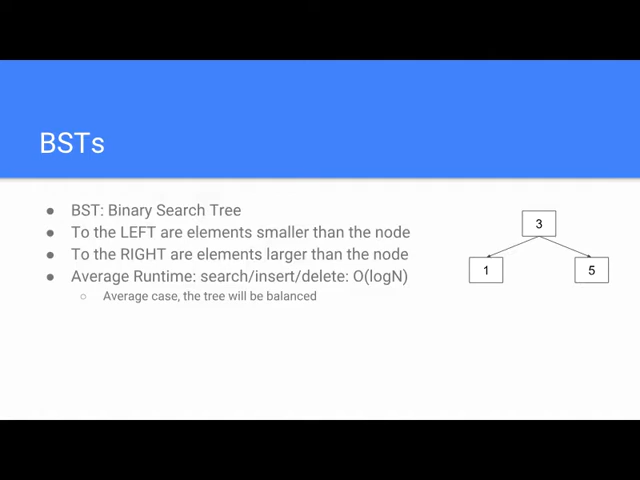 BSTs
● BST: Binary Search Tree
● To the LEFT are elements smaller than the node
● To the RIGHT are elements larger than the node
● Average Runtime: search/insert/delete: O(logN)
○ Average case, the tree will be balanced
3
1 5